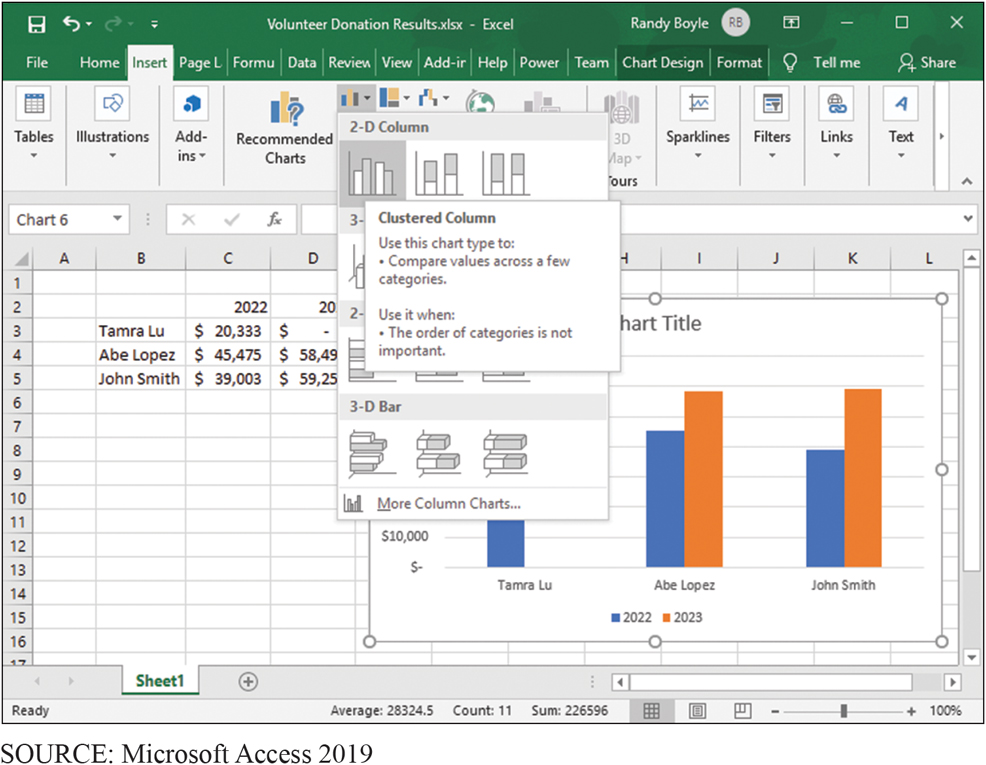 Volunteer Donation Results.xlsx - Excel
Randy Boyle RB
File Home Insert Page L Formu Data Review View Add-ir Help Power Team Chart Design Format Tell me Share
Tables
Illustrations
Add-
ins
Recommended
Charts
3D
Map
Tours
Sparklines
Filters
Links
Text
A
2-D Column
Chart 6
fx
Clustered Column
Use this chart type to:
• Compare values across a few
categories.
Use it when:
• The order of categories is not
important.
3-
2-
3-D Bar
More Column Charts...
A B C D H I J K L
1
2 2022 20
3 Tamra Lu $ 20,333 $ -
4 Abe Lopez $ 45,475 $ 58,49
5 John Smith $ 39,003 $ 59,25
6
7
8
9
10
11
12
13
14
15
16
17
hart Title
$10,000
$-
Tamra Lu Abe Lopez John Smith
2022 2023
Sheet1
Ready Average: 28324.5 Count: 11 Sum: 226596 100%
SOURCE: Microsoft Access 2019